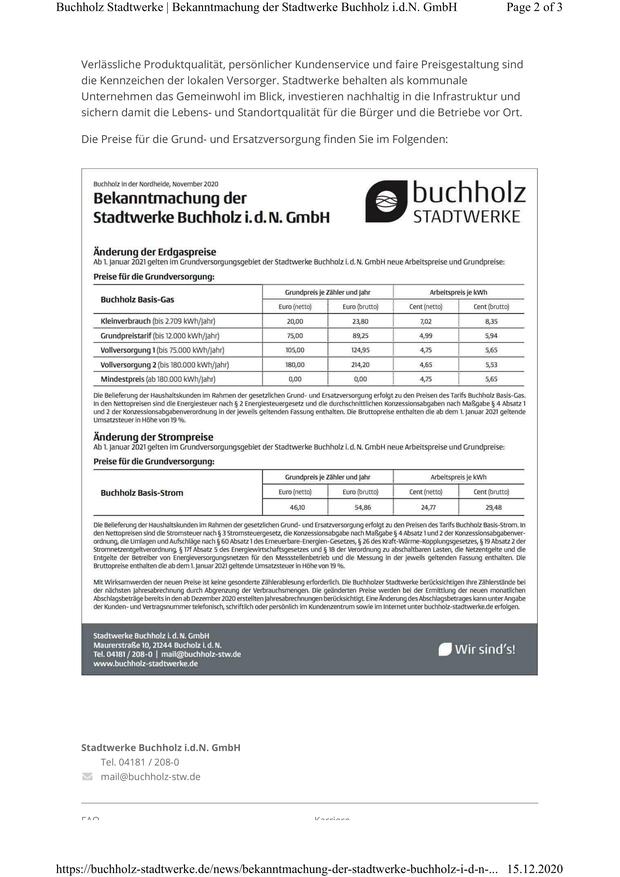 Buchholz Stadtwerke | Bekanntmachung der Stadtwerke Buchholz i.d.N. GmbH Page 2 of 3
Verlässliche Produktqualität, persönlicher Kundenservice und faire Preisgestaltung sind
die Kennzeichen der lokalen Versorger. Stadtwerke behalten als kommunale
Unternehmen das Gemeinwohl im Blick, investieren nachhaltig in die Infrastruktur und
sichern damit die Lebens- und Standortqualität für die Bürger und die Betriebe vor Ort.
Die Preise für die Grund- und Ersatzversorgung finden Sie im Folgenden:
Buchholz in der Nordheide, November 2020
Bekanntmachung der
Stadtwerke Buchholz i. d. N. GmbH
buchholz
STADTWERKE
Änderung der Erdgaspreise
Ab 1. Januar 2021 gelten im Grundversorgungsgebiet der Stadtwerke Buchholz i. d. N. GmbH neue Arbeitspreise und Grundpreise:
Preise für die Grundversorgung:
Buchholz Basis-Gas Grundpreis je Zähler und Jahr Arbeitspreis je kWh
Euro (netto) Euro (brutto) Cent (netto) Cent (brutto)
Kleinverbrauch (bis 2.709 kWh/Jahr) 20,00 23,80 7,02 8,35
Grundpreistarif (bis 12.000 kWh/Jahr) 75,00 89,25 4,99 5,94
Vollversorgung 1 (bis 75.000 kWh/Jahr) 105,00 124,95 4,75 5,65
Vollversorgung 2 (bis 180.000 kWh/Jahr) 180,00 214,20 4,65 5,53
Mindestpreis (ab 180.000 kWh/Jahr) 0,00 0,00 4,75 5,65
Die Belieferung der Haushaltskunden im Rahmen der gesetzlichen Grund- und Ersatzversorgung erfolgt zu den Preisen des Tarifs Buchholz Basis-Gas.
In den Nettopreisen sind die Energiesteuer nach § 2 Energiesteuergesetz und die durchschnittlichen Konzessionsabgaben nach Maßgabe § 4 Absatz 1
und 2 der Konzessionsabgabenverordnung in der jeweils geltenden Fassung enthalten. Die Bruttopreise enthalten die ab dem 1. Januar 2021 geltende
Umsatzsteuer in Höhe von 19 %.
Änderung der Strompreise
Ab 1. Januar 2021 gelten im Grundversorgungsgebiet der Stadtwerke Buchholz i. d. N. GmbH neue Arbeitspreise und Grundpreise:
Preise für die Grundversorgung:
Buchholz Basis-Strom Grundpreis je Zähler und Jahr Arbeitspreis je kWh
Euro (netto) Euro (brutto) Cent (netto) Cent (brutto)
46,10 54,86 24,77 29,48
Die Belieferung der Haushaltskunden im Rahmen der gesetzlichen Grund- und Ersatzversorgung erfolgt zu den Preisen des Tarifs Buchholz Basis-Strom. In
den Nettopreisen sind die Stromsteuer nach § 3 Stromsteuergesetz, die Konzessionsabgabe nach Maßgabe § 4 Absatz 1 und 2 der Konzessionsabgabenver-
ordnung, die Umlagen und Aufschläge nach § 60 Absatz 1 des Erneuerbare-Energien-Gesetzes, § 26 des Kraft-Wärme-Kopplungsgesetzes, § 19 Absatz 2 der
Stromnetzentgeltverordnung, § 17f Absatz 5 des Energiewirtschaftsgesetzes und § 18 der Verordnung zu abschaltbaren Lasten, die Netzentgelte und die
Entgelte der Betreiber von Energieversorgungsnetzen für den Messstellenbetrieb und die Messung in der jeweils geltenden Fassung enthalten. Die
Bruttopreise enthalten die ab dem 1. Januar 2021 geltende Umsatzsteuer in Höhe von 19 %.
Mit Wirksamwerden der neuen Preise ist keine gesonderte Zählerablesung erforderlich. Die Buchholzer Stadtwerke berücksichtigen Ihre Zählerstände bei
der nächsten Jahresabrechnung durch Abgrenzung der Verbrauchsmengen. Die geänderten Preise werden bei der Ermittlung der neuen monatlichen
Abschlagsbeträge bereits in den ab Dezember 2020 erstellten Jahresabrechnungen berücksichtigt. Eine Änderung des Abschlagsbetrages kann unter Angabe
der Kunden- und Vertragsnummer telefonisch, schriftlich oder persönlich im Kundenzentrum sowie im Internet unter buchholz-stadtwerke.de erfolgen.
Stadtwerke Buchholz i. d. N. GmbH
Maurerstraße 10, 21244 Bucholz i. d. N.
Tel. 04181 / 208-0 | mail@buchholz-stw.de
www.buchholz-stadtwerke.de
Wir sind's!
Stadtwerke Buchholz i.d.N. GmbH
Tel. 04181 / 208-0
mail@buchholz-stw.de
FAQ Karriere
https://buchholz-stadtwerke.de/news/bekanntmachung-der-stadtwerke-buchholz-i-d-n-... 15.12.2020